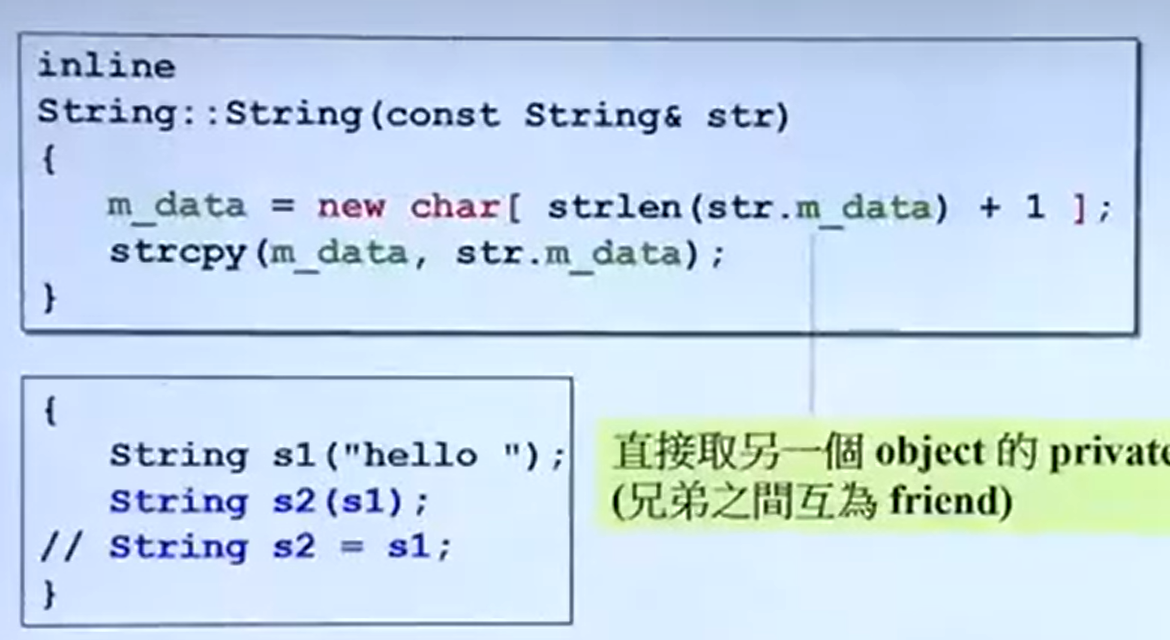 inline
String::String(const String& str)
{
m_data = new char[ strlen(str.m_data) + 1 ];
strcpy(m_data, str.m_data);
}
{
String s1("hello ");
String s2(s1);
// String s2 = s1;
}
直接取另一個 object 的 private
(兄弟之間互為 friend)